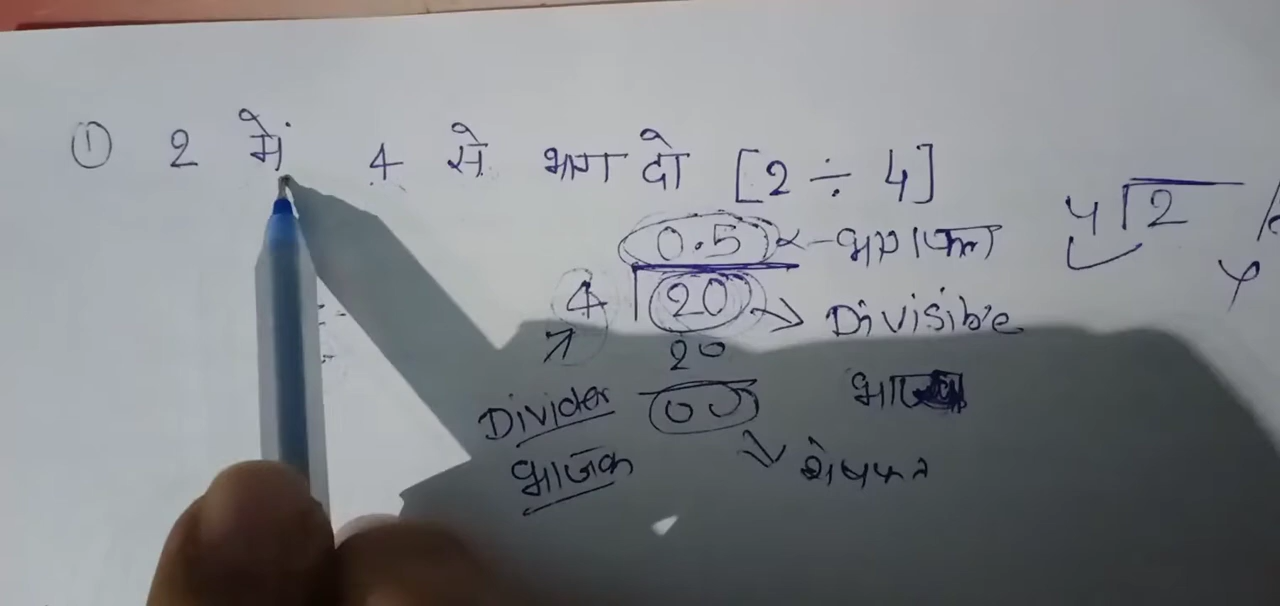 ① 2 में 4 से भाग दो [2 ÷ 4]
4√2
0.5 ← भागफल
4 20 → Divisible
20
Divider 00 भाज्य
भाजक शेषफल